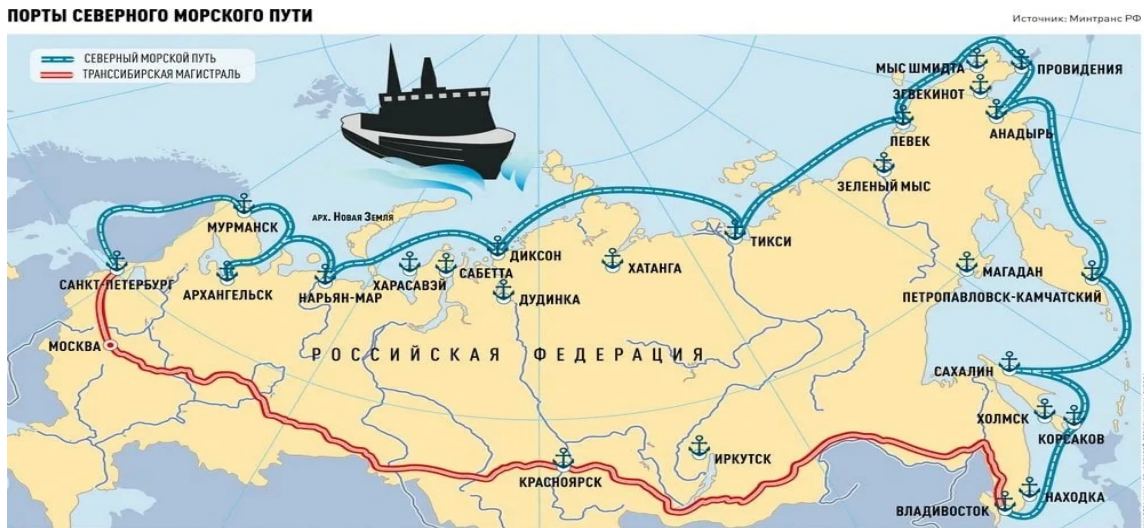 ПОРТЫ СЕВЕРНОГО МОРСКОГО ПУТИ
Источник: Минтранс РФ
СЕВЕРНЫЙ МОРСКОЙ ПУТЬ
ТРАНССИБИРСКАЯ МАГИСТРАЛЬ
МЫС ШМИДТА
ПРОВИДЕНИЯ
ЭГВЕКИНОТ
АНАДЫРЬ
ПЕВЕК
ЗЕЛЕНЫЙ МЫС
АРХ. НОВАЯ ЗЕМЛЯ
МУРМАНСК
ТИКСИ
ДИКСОН
ХАТАНГА
САБЕТТА
МАГАДАН
САНКТ-ПЕТЕРБУРГ
АРХАНГЕЛЬСК
НАРЬЯН-МАР
ХАРАСАВЭЙ
ДУДИНКА
ПЕТРОПАВЛОВСК-КАМЧАТСКИЙ
МОСКВА
РОССИЙСКАЯ ФЕДЕРАЦИЯ
САХАЛИН
ХОЛМСК
КОРСАКОВ
ИРКУТСК
КРАСНОЯРСК
НАХОДКА
ВЛАДИВОСТОК